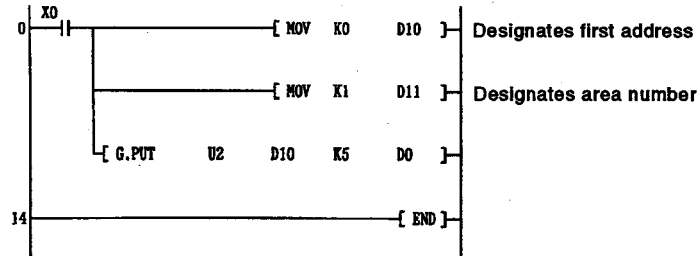 X0
0 [ MOV K0 D10 ] Designates first address
[ MOV K1 D11 ] Designates area number
[ G.PUT U2 D10 K5 D0 ]
14 [ END ]